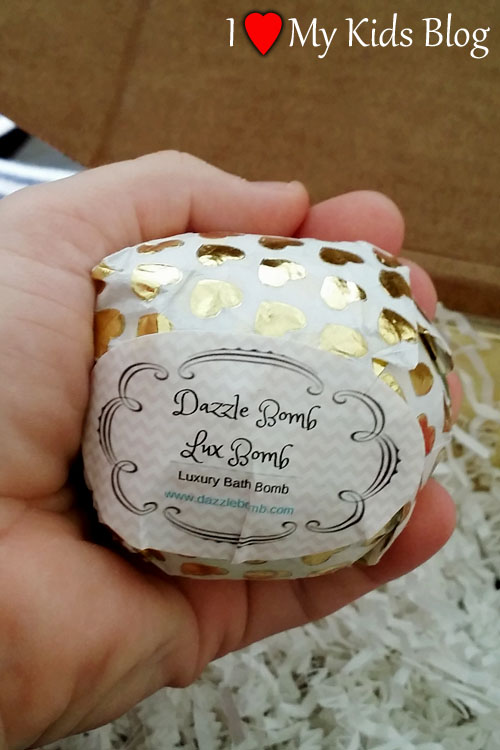 I ❤ My Kids Blog
Dazzle Bomb
Lux Bomb
Luxury Bath Bomb
www.dazzlebomb.com